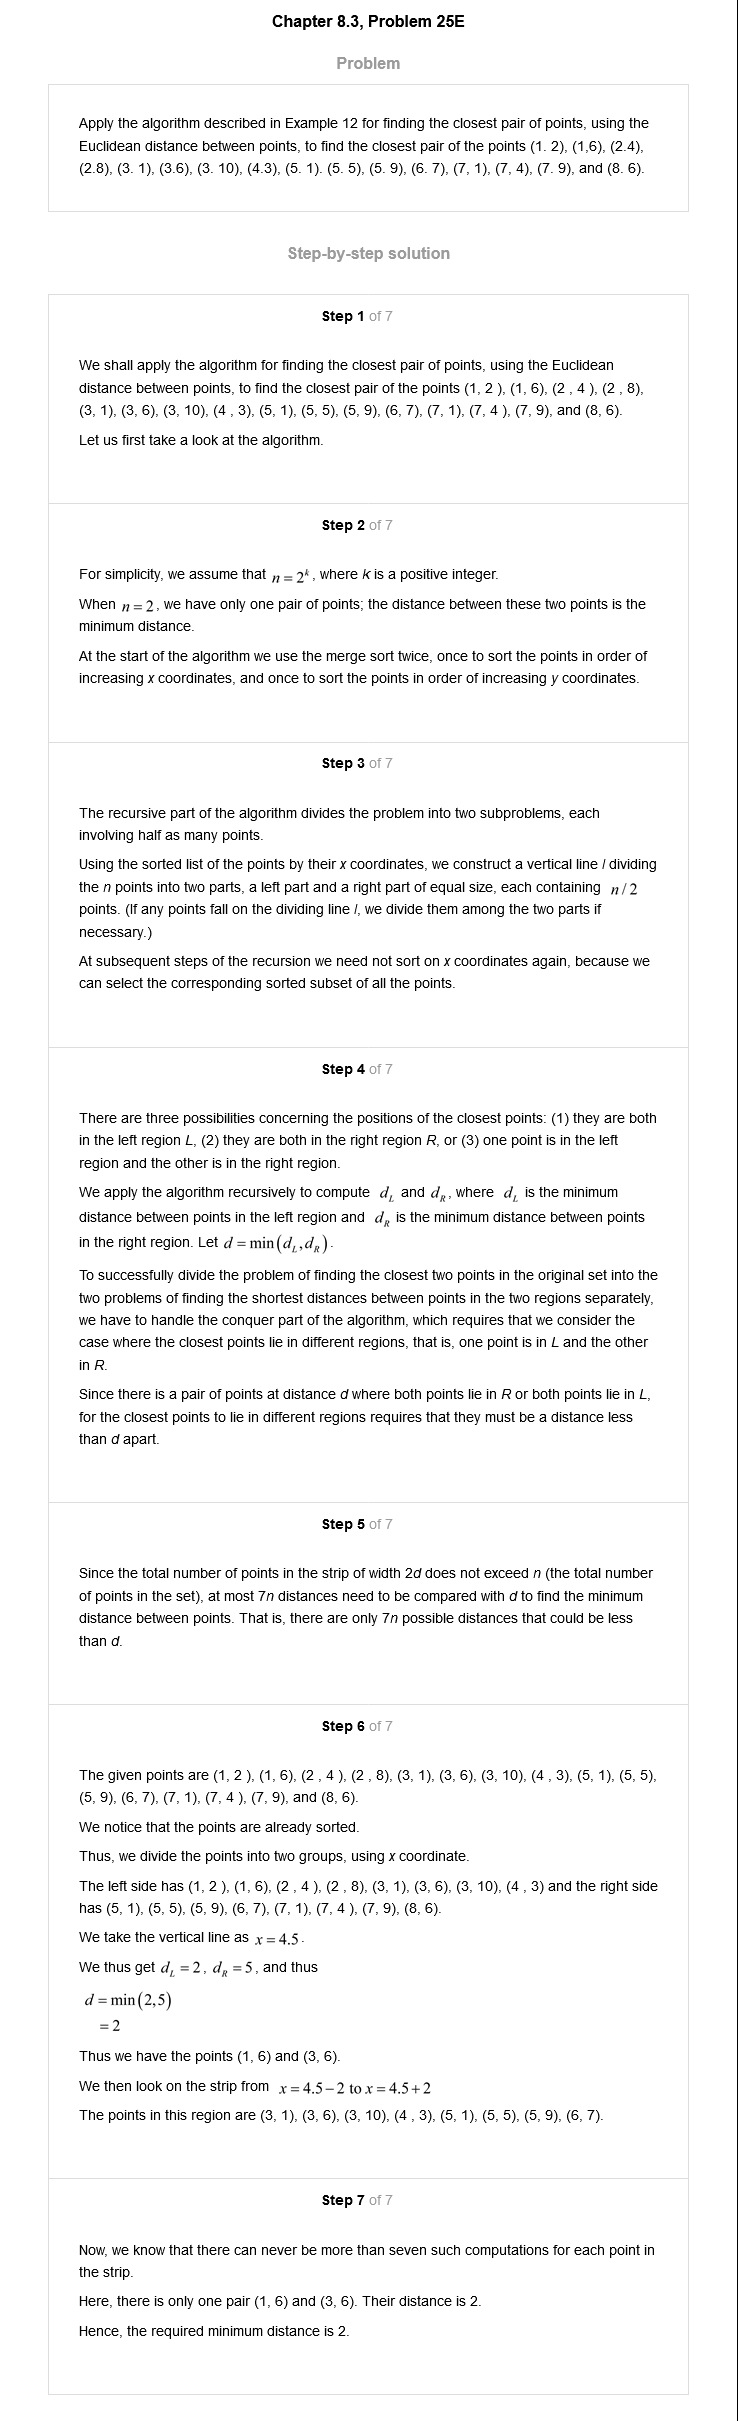 Chapter 8.3, Problem 25E
Problem
Apply the algorithm described in Example 12 for finding the closest pair of points, using the
Euclidean distance between points, to find the closest pair of the points (1. 2), (1,6), (2.4),
(2.8), (3. 1), (3.6), (3. 10), (4.3), (5. 1). (5. 5), (5. 9), (6. 7), (7, 1), (7, 4), (7. 9), and (8. 6).
Step-by-step solution
Step 1 of 7
We shall apply the algorithm for finding the closest pair of points, using the Euclidean
distance between points, to find the closest pair of the points (1, 2 ), (1, 6), (2 , 4 ), (2 , 8),
(3, 1), (3, 6), (3, 10), (4 , 3), (5, 1), (5, 5), (5, 9), (6, 7), (7, 1), (7, 4 ), (7, 9), and (8, 6).
Let us first take a look at the algorithm.
Step 2 of 7
For simplicity, we assume that n = 2ᵏ, where k is a positive integer.
When n = 2, we have only one pair of points; the distance between these two points is the
minimum distance.
At the start of the algorithm we use the merge sort twice, once to sort the points in order of
increasing x coordinates, and once to sort the points in order of increasing y coordinates.
Step 3 of 7
The recursive part of the algorithm divides the problem into two subproblems, each
involving half as many points.
Using the sorted list of the points by their x coordinates, we construct a vertical line l dividing
the n points into two parts, a left part and a right part of equal size, each containing n/2
points. (If any points fall on the dividing line l, we divide them among the two parts if
necessary.)
At subsequent steps of the recursion we need not sort on x coordinates again, because we
can select the corresponding sorted subset of all the points.
Step 4 of 7
There are three possibilities concerning the positions of the closest points: (1) they are both
in the left region L, (2) they are both in the right region R, or (3) one point is in the left
region and the other is in the right region.
We apply the algorithm recursively to compute d_L and d_R, where d_L is the minimum
distance between points in the left region and d_R is the minimum distance between points
in the right region. Let d = min(d_L, d_R).
To successfully divide the problem of finding the closest two points in the original set into the
two problems of finding the shortest distances between points in the two regions separately,
we have to handle the conquer part of the algorithm, which requires that we consider the
case where the closest points lie in different regions, that is, one point is in L and the other
in R.
Since there is a pair of points at distance d where both points lie in R or both points lie in L,
for the closest points to lie in different regions requires that they must be a distance less
than d apart.
Step 5 of 7
Since the total number of points in the strip of width 2d does not exceed n (the total number
of points in the set), at most 7n distances need to be compared with d to find the minimum
distance between points. That is, there are only 7n possible distances that could be less
than d.
Step 6 of 7
The given points are (1, 2 ), (1, 6), (2 , 4 ), (2 , 8), (3, 1), (3, 6), (3, 10), (4 , 3), (5, 1), (5, 5),
(5, 9), (6, 7), (7, 1), (7, 4 ), (7, 9), and (8, 6).
We notice that the points are already sorted.
Thus, we divide the points into two groups, using x coordinate.
The left side has (1, 2 ), (1, 6), (2 , 4 ), (2 , 8), (3, 1), (3, 6), (3, 10), (4 , 3) and the right side
has (5, 1), (5, 5), (5, 9), (6, 7), (7, 1), (7, 4 ), (7, 9), (8, 6).
We take the vertical line as x = 4.5.
We thus get d_L = 2, d_R = 5, and thus
d = min(2,5)
= 2
Thus we have the points (1, 6) and (3, 6).
We then look on the strip from x = 4.5 − 2 to x = 4.5 + 2
The points in this region are (3, 1), (3, 6), (3, 10), (4 , 3), (5, 1), (5, 5), (5, 9), (6, 7).
Step 7 of 7
Now, we know that there can never be more than seven such computations for each point in
the strip.
Here, there is only one pair (1, 6) and (3, 6). Their distance is 2.
Hence, the required minimum distance is 2.